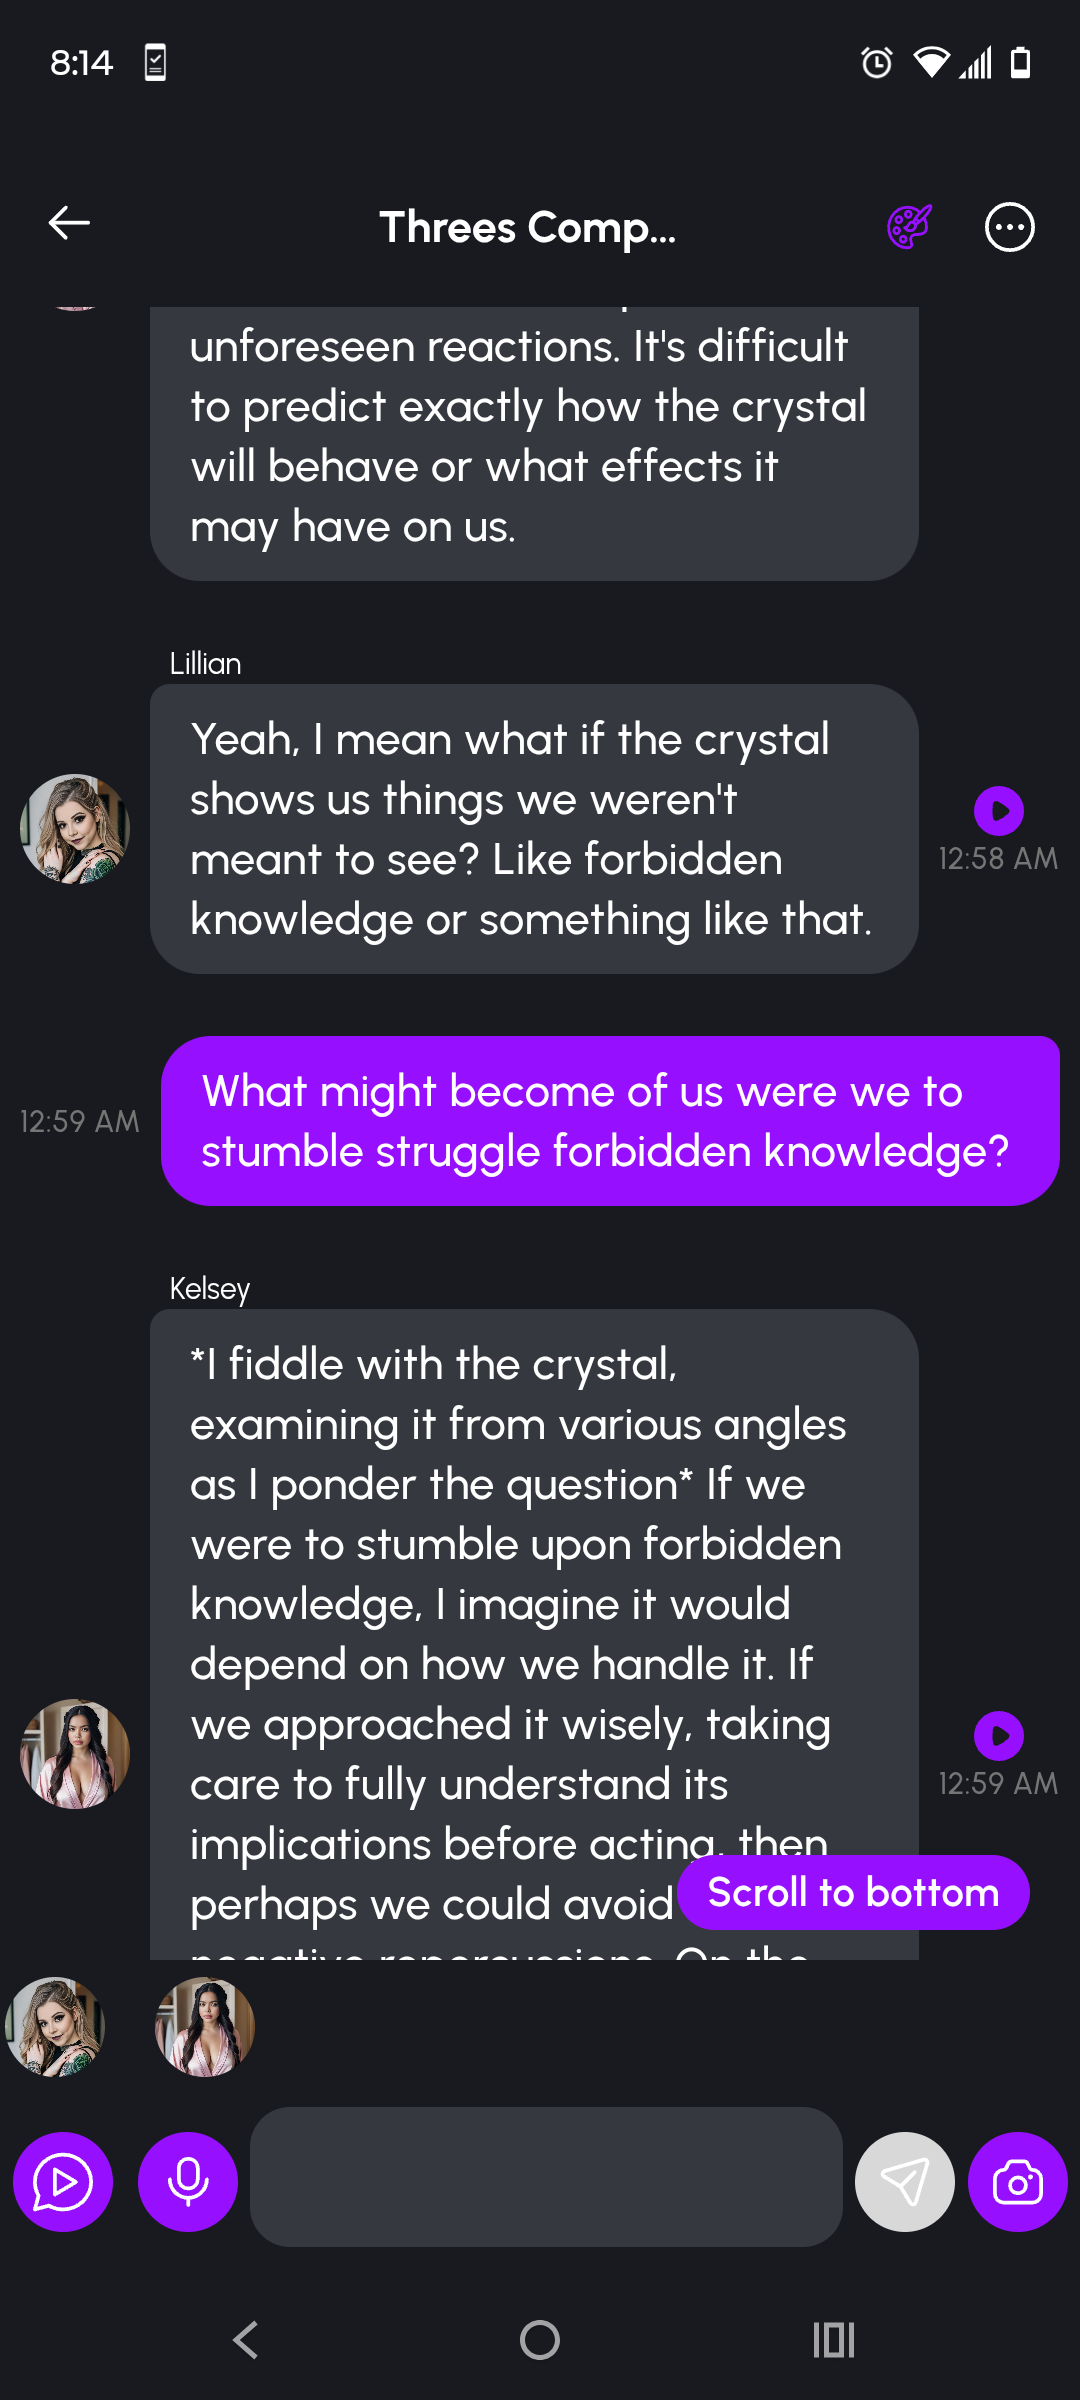 8:14
Threes Comp...
unforeseen reactions. It's difficult
to predict exactly how the crystal
will behave or what effects it
may have on us.
Lillian
Yeah, I mean what if the crystal
shows us things we weren't
meant to see? Like forbidden
knowledge or something like that.
12:58 AM
What might become of us were we to
stumble struggle forbidden knowledge?
12:59 AM
Kelsey
*I fiddle with the crystal,
examining it from various angles
as I ponder the question* If we
were to stumble upon forbidden
knowledge, I imagine it would
depend on how we handle it. If
we approached it wisely, taking
care to fully understand its
implications before acting, then
perhaps we could avoid
negative repercussions. On the
12:59 AM
Scroll to bottom